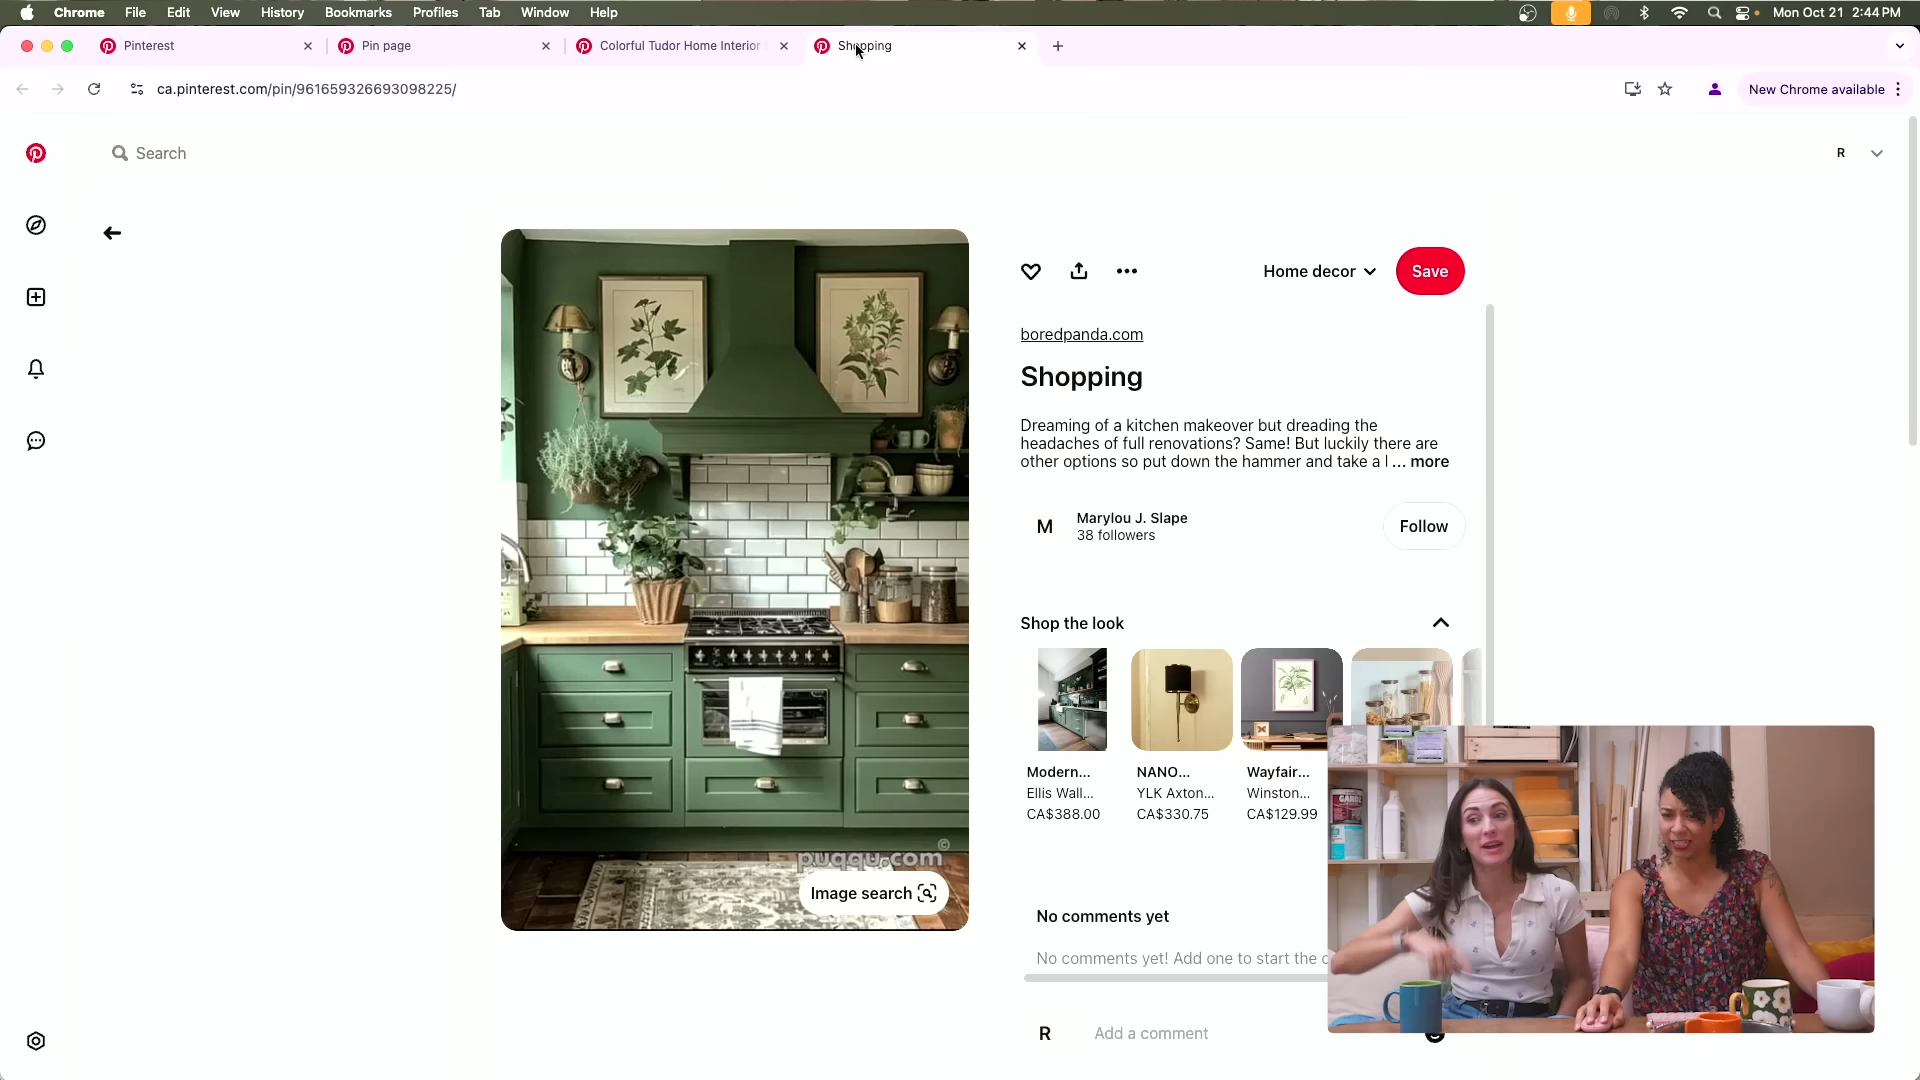 Chrome File Edit View History Bookmarks Profiles Tab Window Help
Mon Oct 21 2:44 PM
Pinterest
Pin page
Colorful Tudor Home Interior
Shopping
ca.pinterest.com/pin/961659326693098225/
New Chrome available
Search
R
Home decor
Save
boredpanda.com
Shopping
Dreaming of a kitchen makeover but dreading the
headaches of full renovations? Same! But luckily there are
other options so put down the hammer and take a l ... more
M
Marylou J. Slape
38 followers
Follow
Shop the look
Modern...
Ellis Wall...
CA$388.00
NANO...
YLK Axton...
CA$330.75
Wayfair...
Winston...
CA$129.99
puqqu.com
©
Image search
No comments yet
No comments yet! Add one to start the c
R
Add a comment